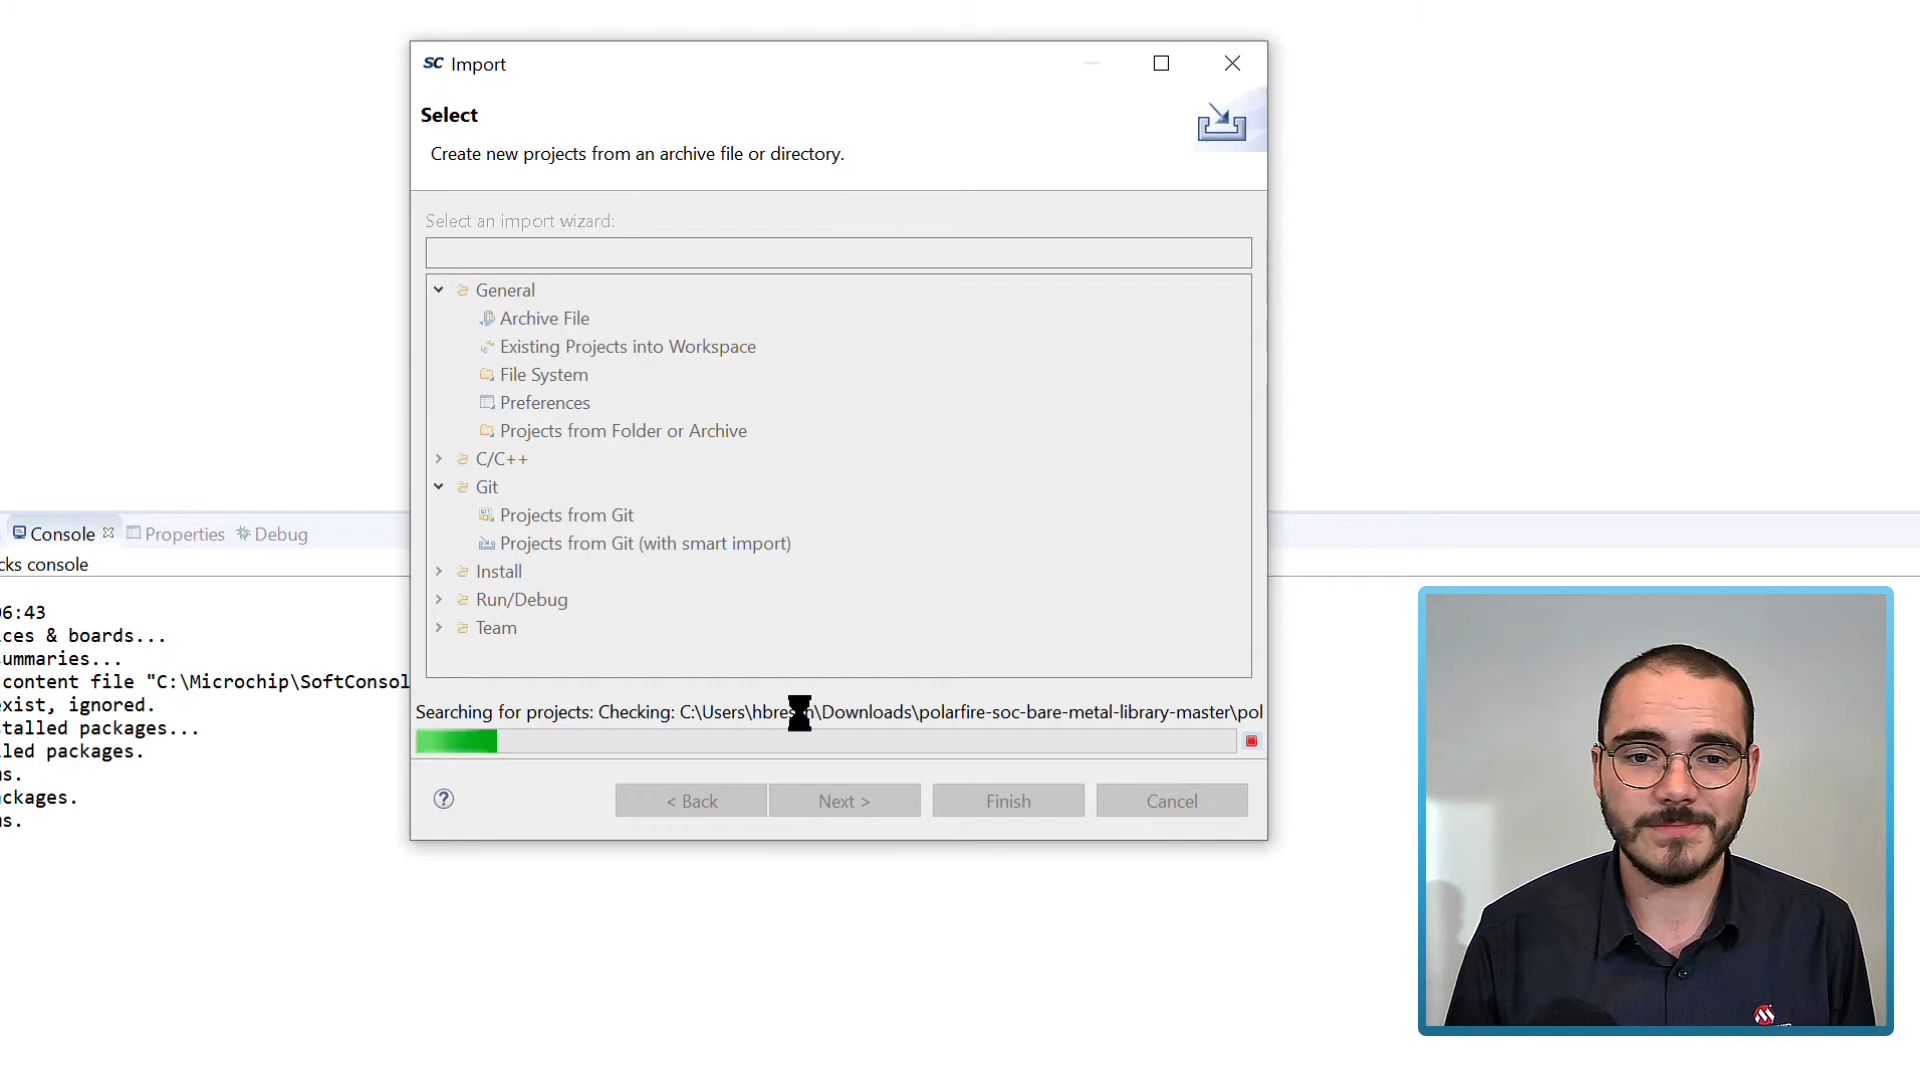 SC Import
Select
Create new projects from an archive file or directory.
Select an import wizard:
General
Archive File
Existing Projects into Workspace
File System
Preferences
Projects from Folder or Archive
C/C++
Git
Projects from Git
Projects from Git (with smart import)
Install
Run/Debug
Team
Searching for projects: Checking: C:\Users\hbres\Downloads\polarfire-soc-bare-metal-library-master\pol
? < Back Next > Finish Cancel
Console Properties Debug
cks console
06:43
ces & boards...
ummaries...
content file "C:\Microchip\SoftConsol
exist, ignored.
talled packages...
led packages.
s.
ckages.
s.